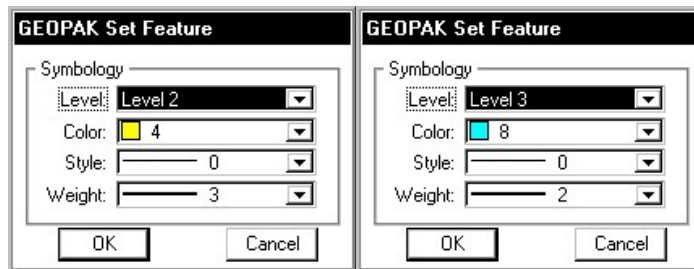 GEOPAK Set Feature
Symbology
Level: Level 2
Color: 4
Style: 0
Weight: 3
OK Cancel
GEOPAK Set Feature
Symbology
Level: Level 3
Color: 8
Style: 0
Weight: 2
OK Cancel